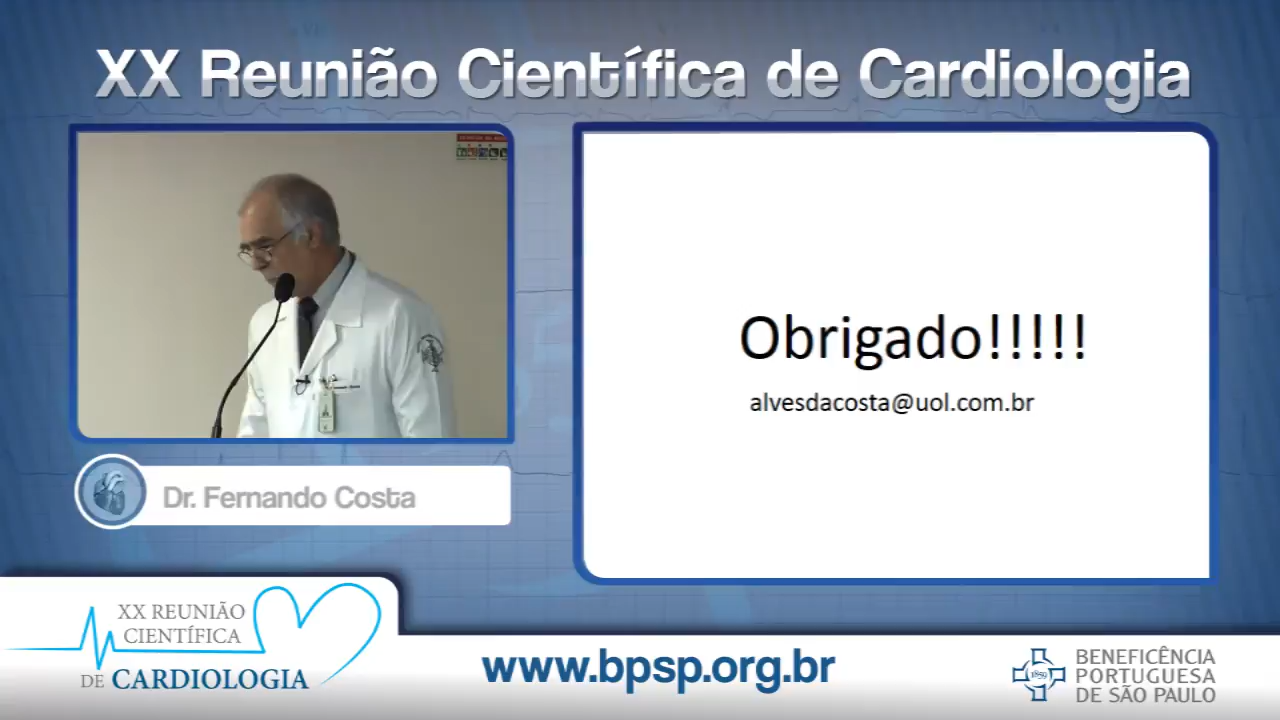 XX Reunião Científica de Cardiologia
Dr. Fernando Costa
Obrigado!!!!!
alvesdacosta@uol.com.br
XX REUNIÃO
CIENTÍFICA
DE CARDIOLOGIA
www.bpsp.org.br
1859
BENEFICÊNCIA
PORTUGUESA
DE SÃO PAULO